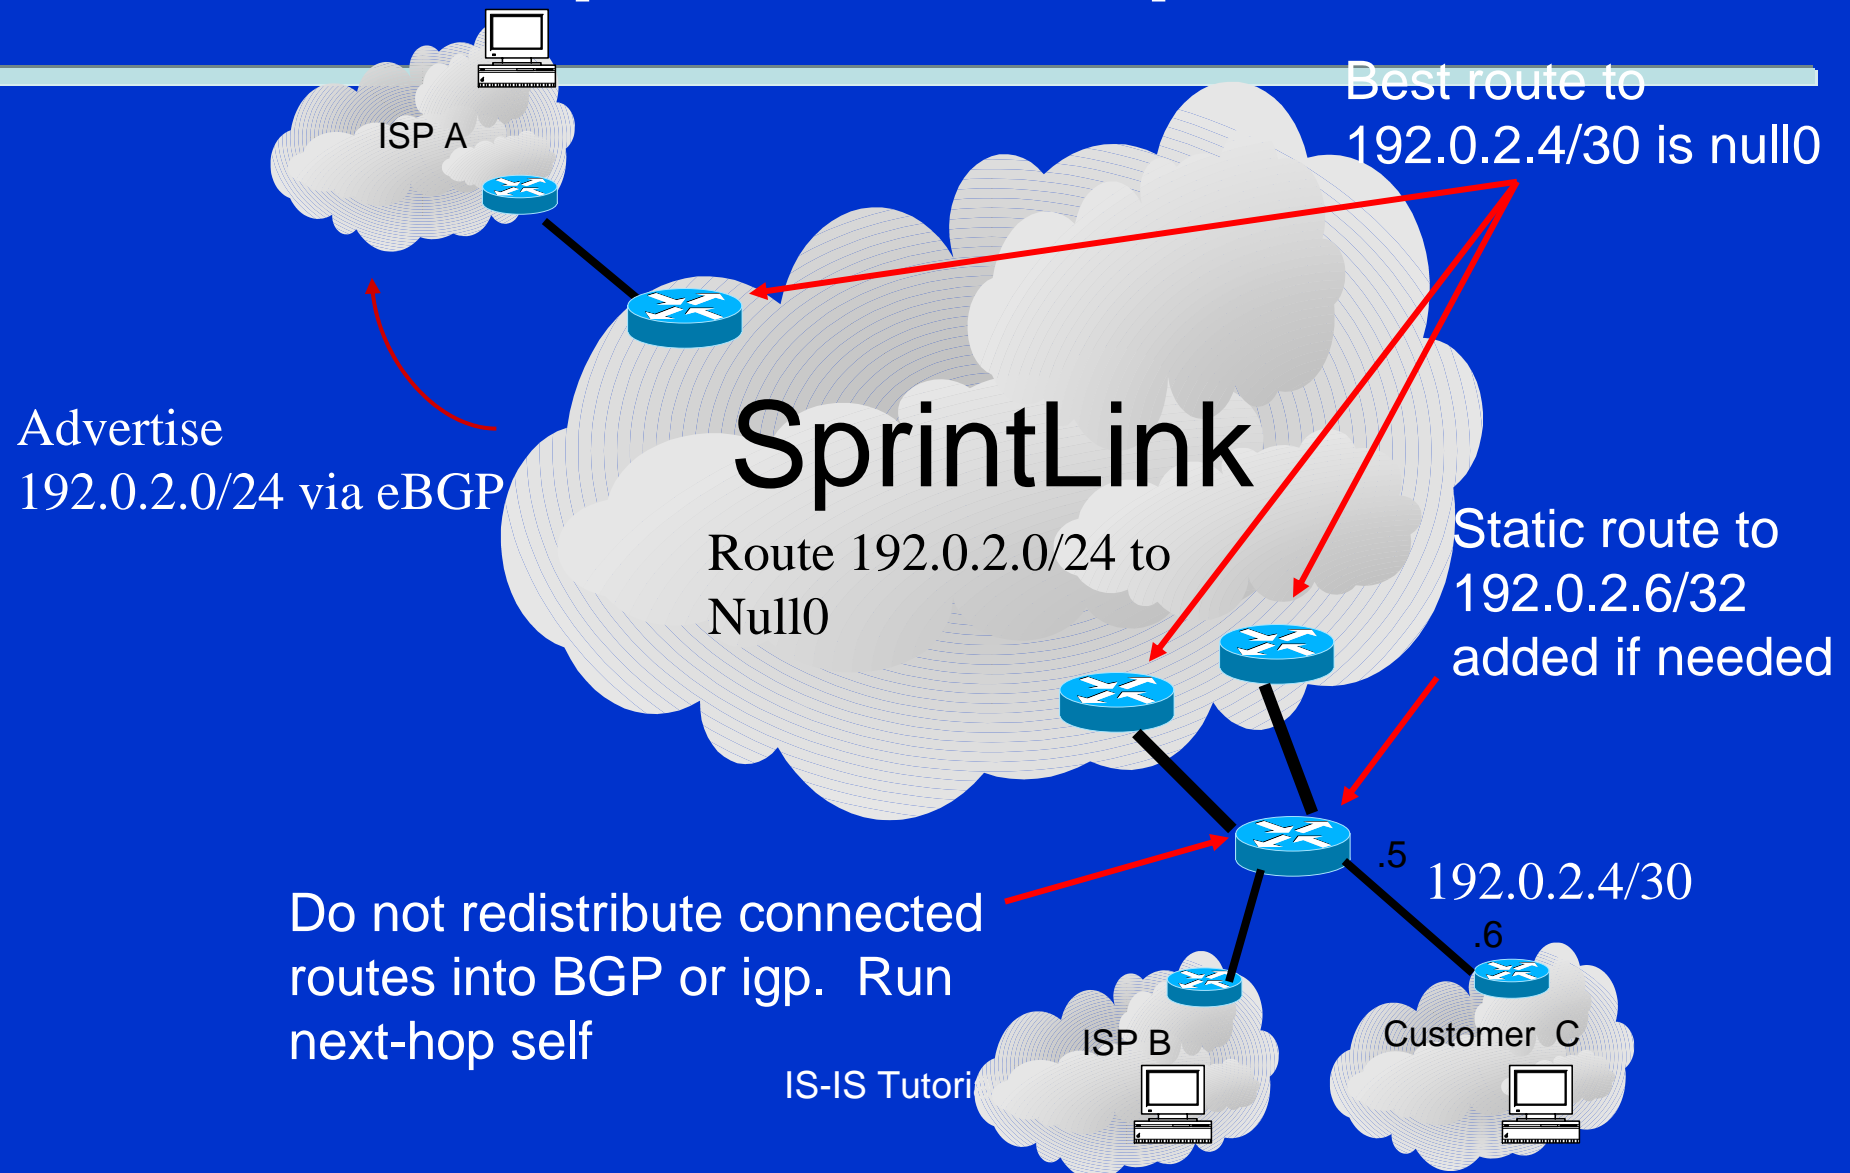 ISP A
Best route to
192.0.2.4/30 is null0
SprintLink
Advertise
192.0.2.0/24 via eBGP
Route 192.0.2.0/24 to
Null0
Static route to
192.0.2.6/32
added if needed
.5
192.0.2.4/30
.6
Do not redistribute connected
routes into BGP or igp. Run
next-hop self
ISP B
Customer C
IS-IS